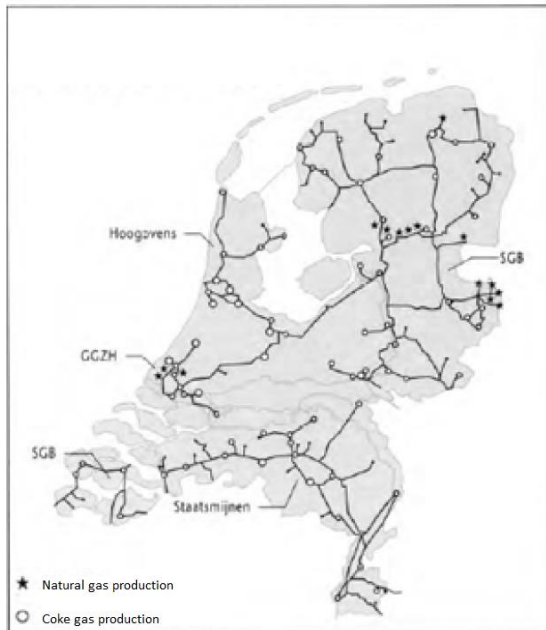 Hoogovens
SGB
GGZH
SGB
Staatsmijnen
Natural gas production
Coke gas production